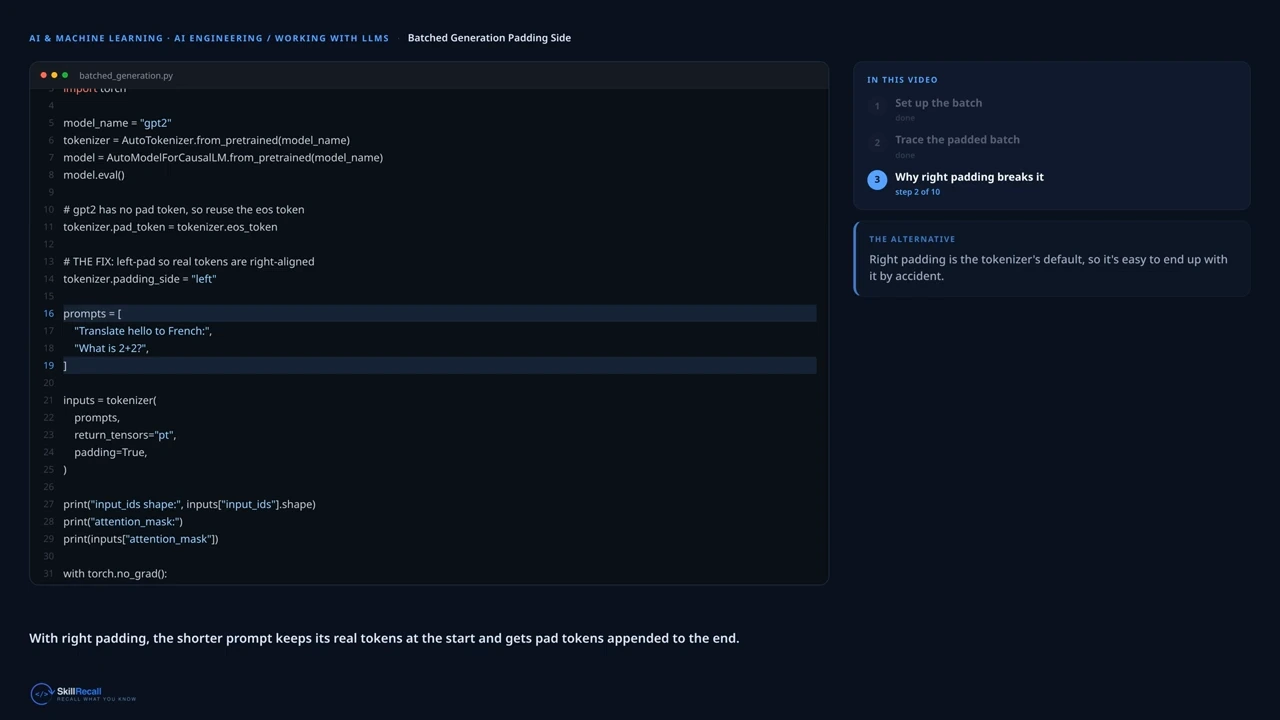 AI & MACHINE LEARNING · AI ENGINEERING / WORKING WITH LLMS · Batched Generation Padding Side
batched_generation.py
3 import torch
4
5 model_name = "gpt2"
6 tokenizer = AutoTokenizer.from_pretrained(model_name)
7 model = AutoModelForCausalLM.from_pretrained(model_name)
8 model.eval()
9
10 # gpt2 has no pad token, so reuse the eos token
11 tokenizer.pad_token = tokenizer.eos_token
12
13 # THE FIX: left-pad so real tokens are right-aligned
14 tokenizer.padding_side = "left"
15
16 prompts = [
17 "Translate hello to French:",
18 "What is 2+2?",
19 ]
20
21 inputs = tokenizer(
22 prompts,
23 return_tensors="pt",
24 padding=True,
25 )
26
27 print("input_ids shape:", inputs["input_ids"].shape)
28 print("attention_mask:")
29 print(inputs["attention_mask"])
30
31 with torch.no_grad():
IN THIS VIDEO
1 Set up the batch
done
2 Trace the padded batch
done
3 Why right padding breaks it
step 2 of 10
THE ALTERNATIVE
Right padding is the tokenizer's default, so it's easy to end up with
it by accident.
With right padding, the shorter prompt keeps its real tokens at the start and gets pad tokens appended to the end.
</> SkillRecall
RECALL WHAT YOU KNOW